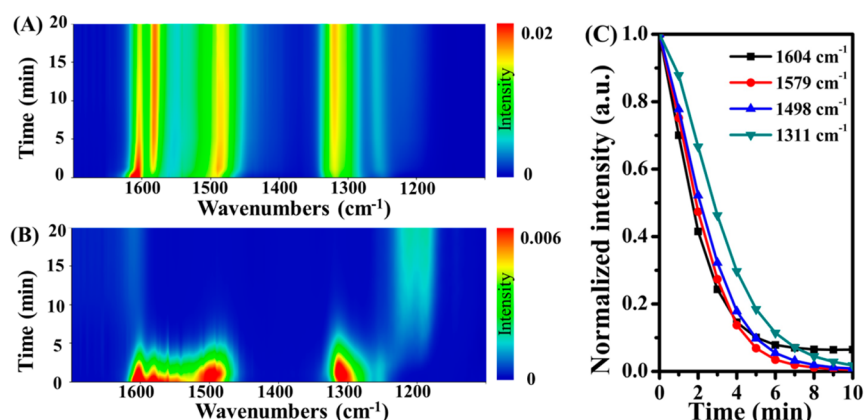 (A)
20
15
10
5
0
Time (min)
1600 1500 1400 1300 1200
Wavenumbers (cm-1)
0.02
Intensity
0
(B)
20
15
10
5
0
Time (min)
1600 1500 1400 1300 1200
Wavenumbers (cm-1)
0.006
Intensity
0
(C)
1.0
0.8
0.6
0.4
0.2
0.0
Normalized intensity (a.u.)
1604 cm-1
1579 cm-1
1498 cm-1
1311 cm-1
0 2 4 6 8 10
Time (min)